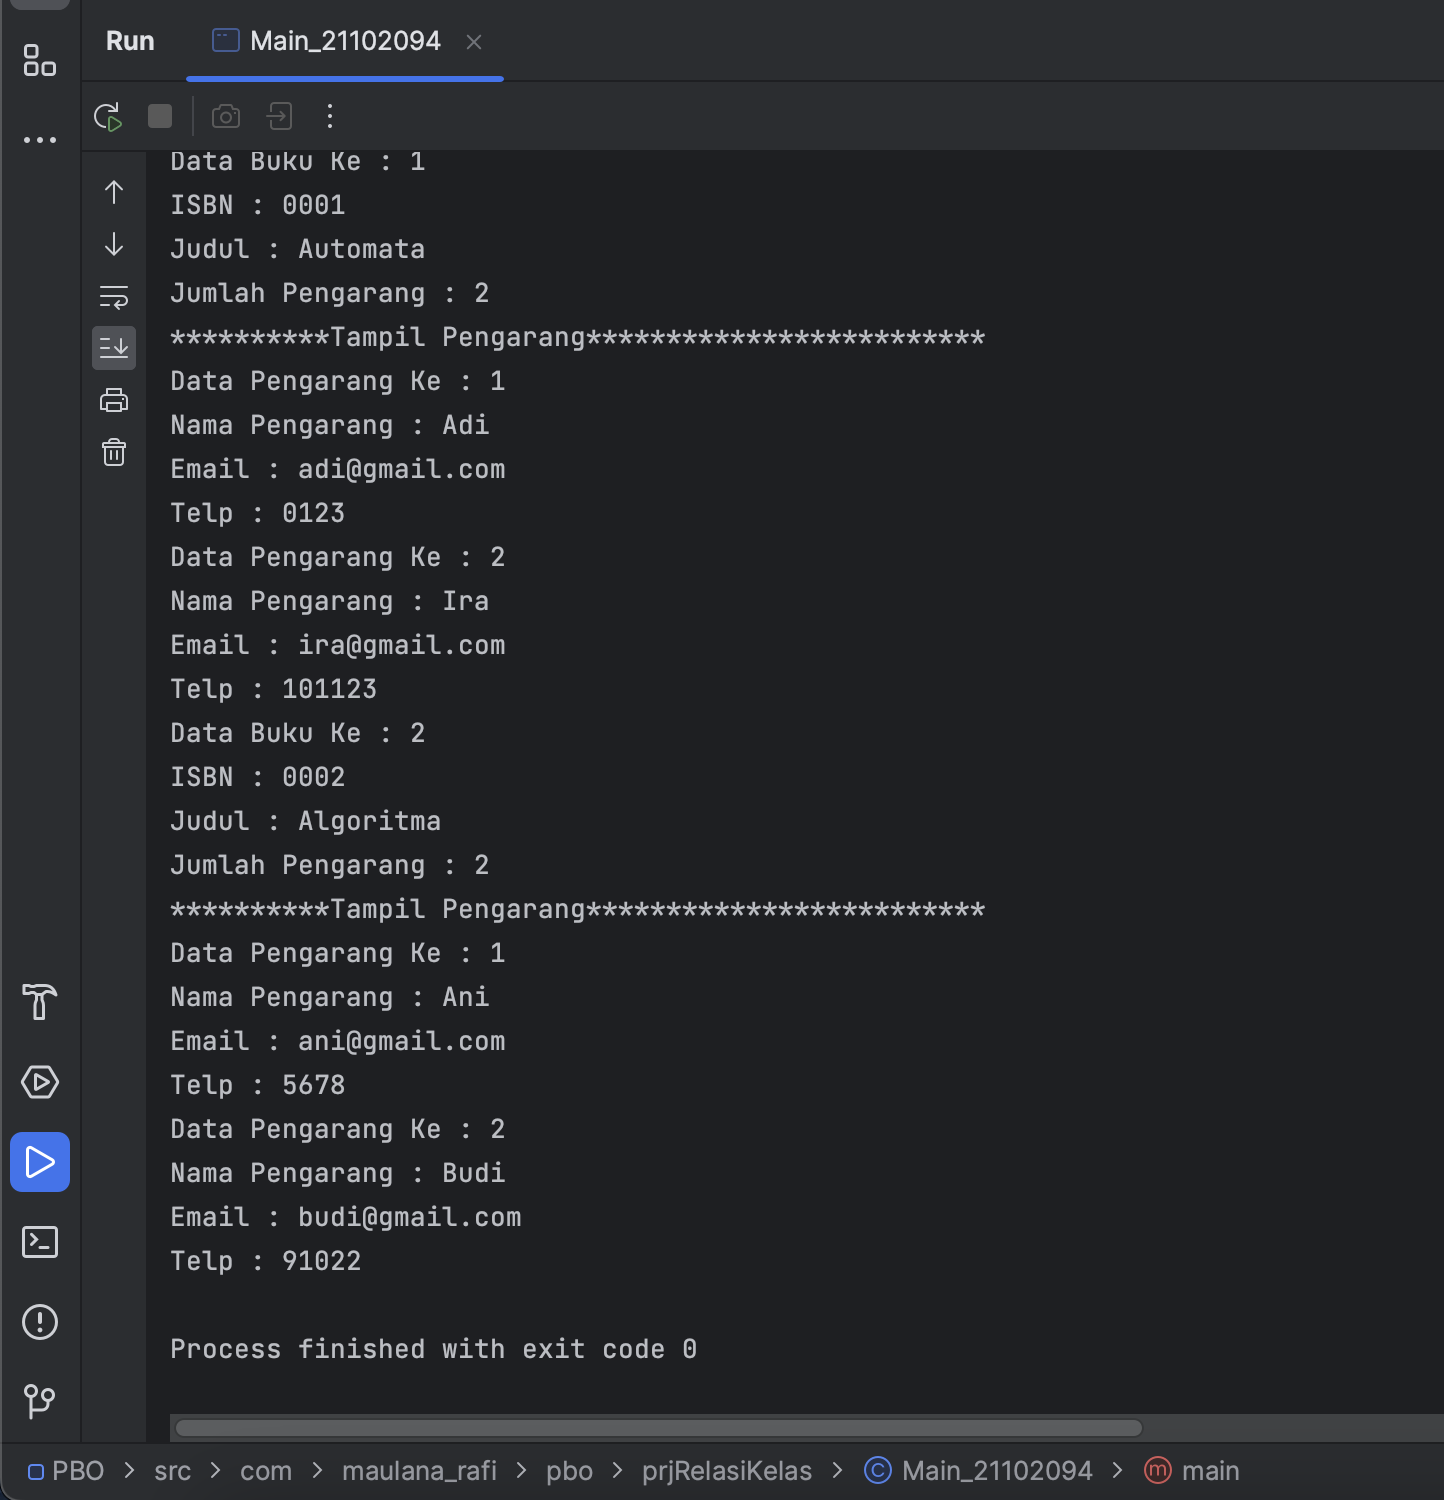 Run Main_21102094
Data Buku Ke : 1
ISBN : 0001
Judul : Automata
Jumlah Pengarang : 2
**********Tampil Pengarang*************************
Data Pengarang Ke : 1
Nama Pengarang : Adi
Email : adi@gmail.com
Telp : 0123
Data Pengarang Ke : 2
Nama Pengarang : Ira
Email : ira@gmail.com
Telp : 101123
Data Buku Ke : 2
ISBN : 0002
Judul : Algoritma
Jumlah Pengarang : 2
**********Tampil Pengarang*************************
Data Pengarang Ke : 1
Nama Pengarang : Ani
Email : ani@gmail.com
Telp : 5678
Data Pengarang Ke : 2
Nama Pengarang : Budi
Email : budi@gmail.com
Telp : 91022
Process finished with exit code 0
PBO > src > com > maulana_rafi > pbo > prjRelasiKelas > C Main_21102094 > m main